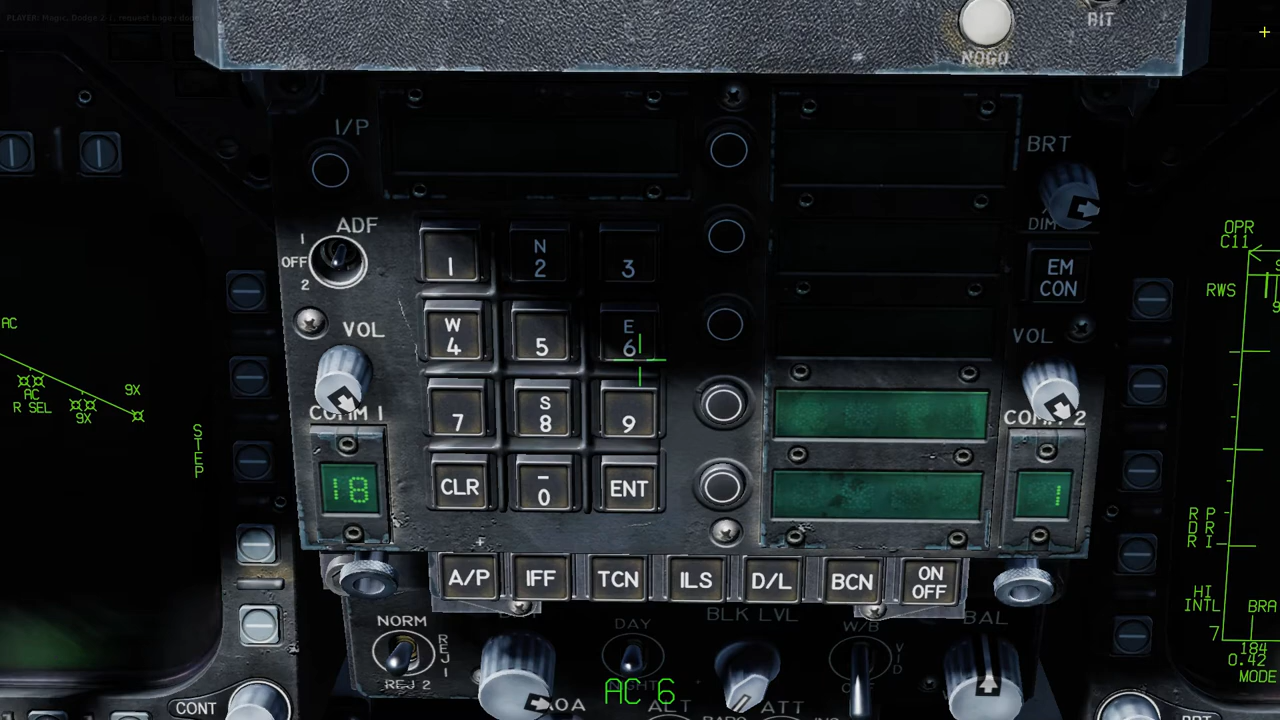 PLAYER: Magic, Dodge 2 1, request bogey dope
BIT
NOGO
I/P
BRT
ADF
1
OFF
2
1
N
2
3
DIM
OPR
C11
EM
CON
RWS
VOL
W
4
5
E
6
VOL
AC
AC
R SEL
9X
9X
COMM 1
7
S
8
9
COMM 2
STEP
18
CLR
–
0
ENT
1
A/P
IFF
TCN
ILS
D/L
BCN
ON
OFF
HI
INTL
BRA
7
NORM
REJ 1
REJ 2
DAY
BLK LVL
W/B
BAL
184
0.42
MODE
AC 6
AOA
ALT
ATT
CONT